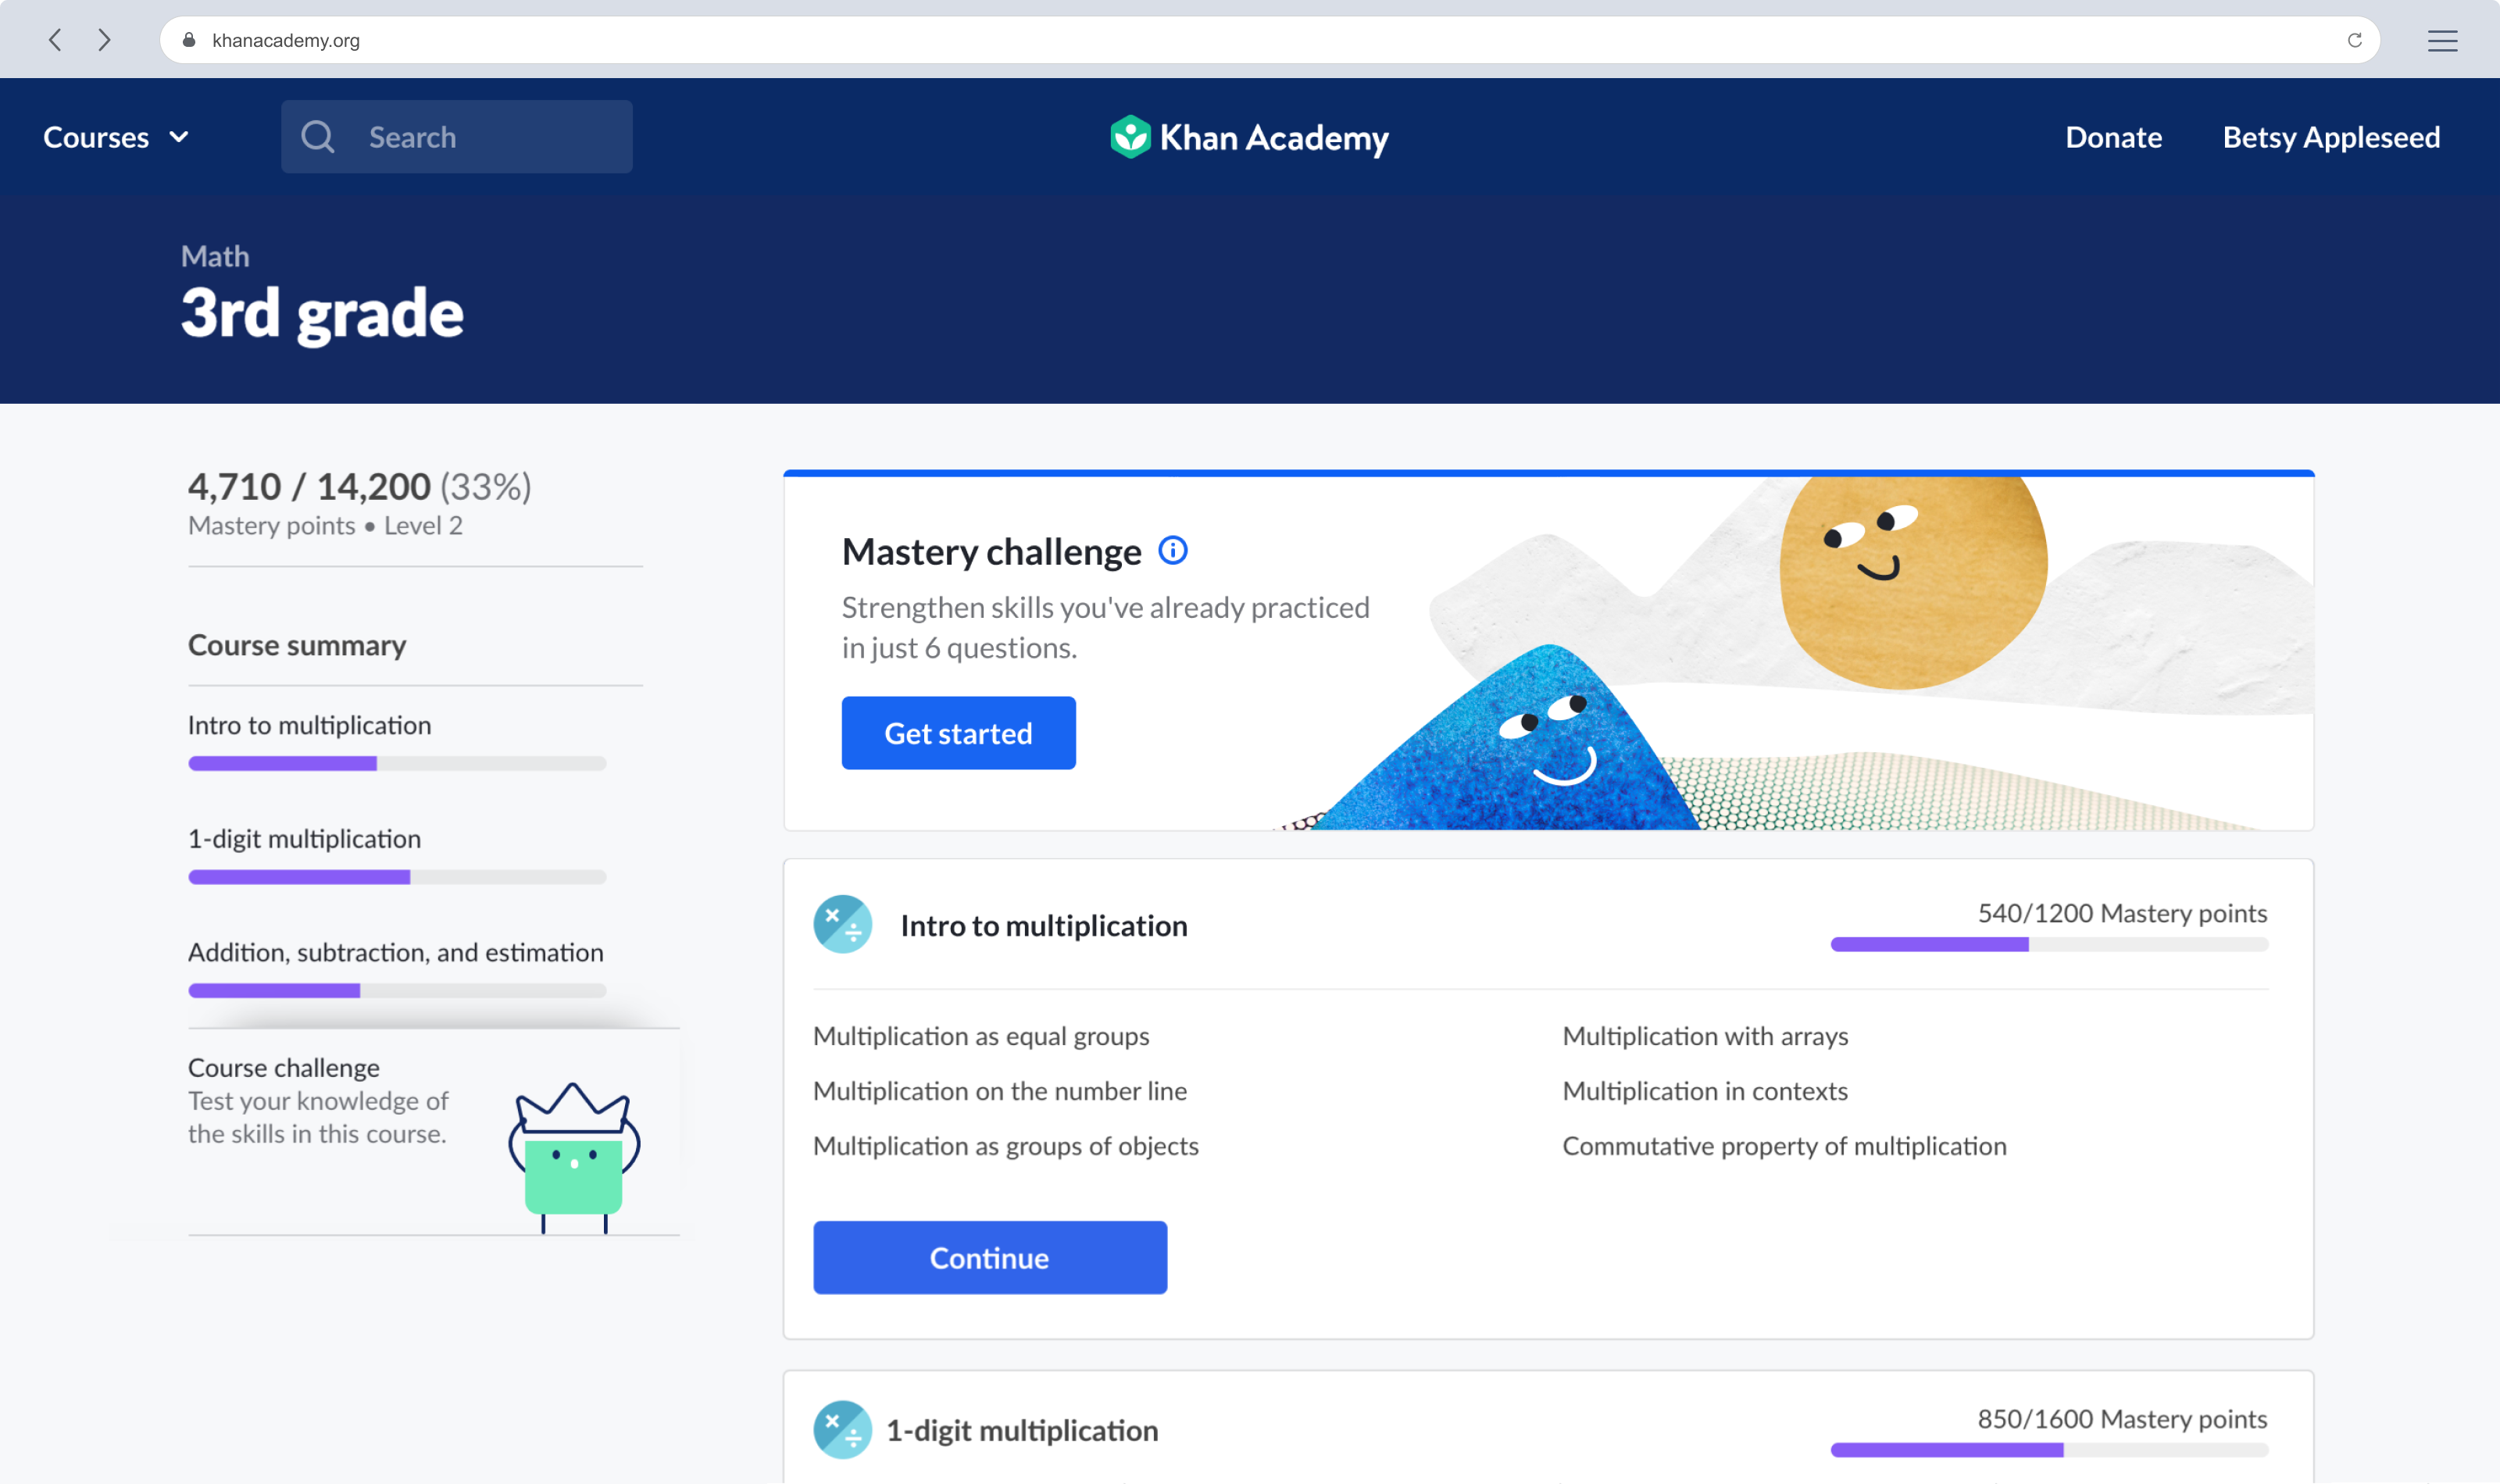 khanacademy.org
Courses
Search
Khan Academy
Donate
Betsy Appleseed
Math
3rd grade
4,710 / 14,200 (33%)
Mastery points • Level 2
Course summary
Intro to multiplication
1-digit multiplication
Addition, subtraction, and estimation
Course challenge
Test your knowledge of
the skills in this course.
Mastery challenge
Strengthen skills you've already practiced
in just 6 questions.
Get started
Intro to multiplication
540/1200 Mastery points
Multiplication as equal groups
Multiplication with arrays
Multiplication on the number line
Multiplication in contexts
Multiplication as groups of objects
Commutative property of multiplication
Continue
1-digit multiplication
850/1600 Mastery points